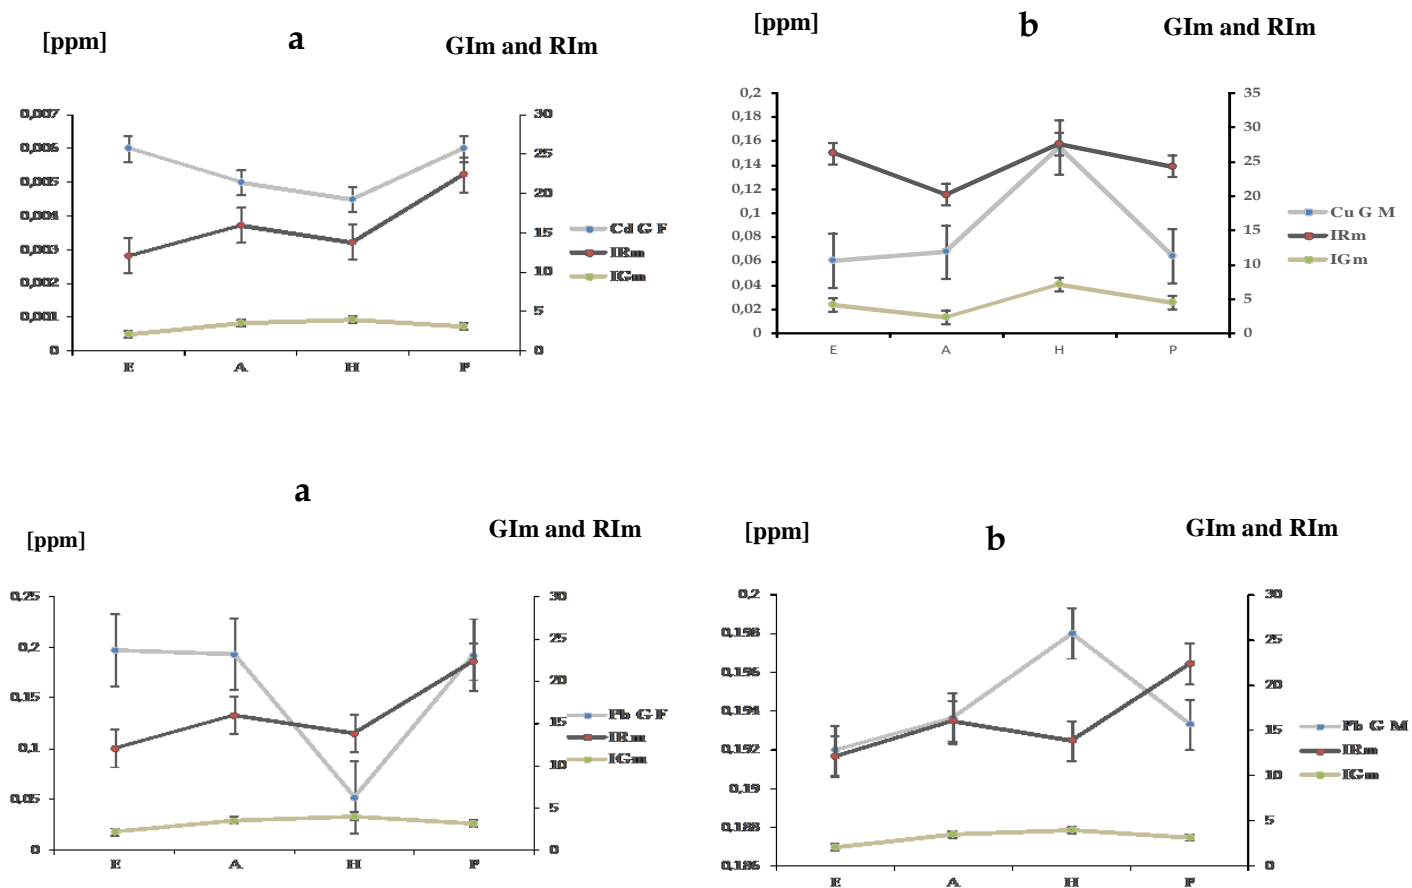 [ppm]
a
GIm and RIm
0,007
0,006
0,005
0,004
0,003
0,002
0,001
0
30
25
20
15
10
5
0
E A H P
Cd G F
IRm
IGm
[ppm]
b
GIm and RIm
0,2
0,18
0,16
0,14
0,12
0,1
0,08
0,06
0,04
0,02
0
35
30
25
20
15
10
5
0
E A H P
Cu G M
IRm
IGm
a
[ppm]
GIm and RIm
0,25
0,2
0,15
0,1
0,05
0
30
25
20
15
10
5
0
E A H P
Pb G F
IRm
IGm
[ppm]
b
GIm and RIm
0,2
0,198
0,196
0,194
0,192
0,19
0,188
0,186
30
25
20
15
10
5
0
E A H P
Pb G M
IRm
IGm